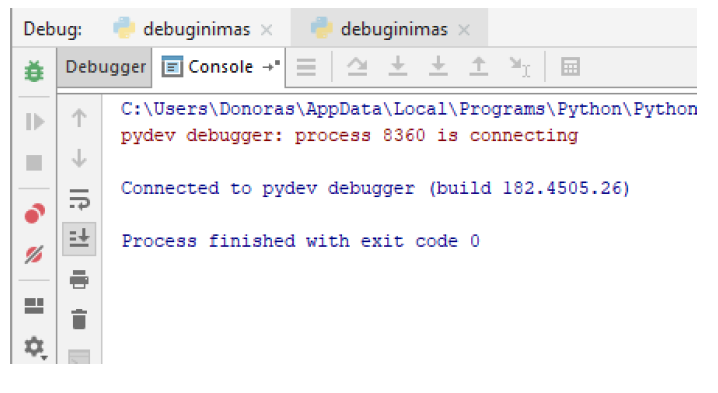 Debug: debuginimas × debuginimas ×
Debugger Console
C:\Users\Donoras\AppData\Local\Programs\Python\Python
pydev debugger: process 8360 is connecting
Connected to pydev debugger (build 182.4505.26)
Process finished with exit code 0